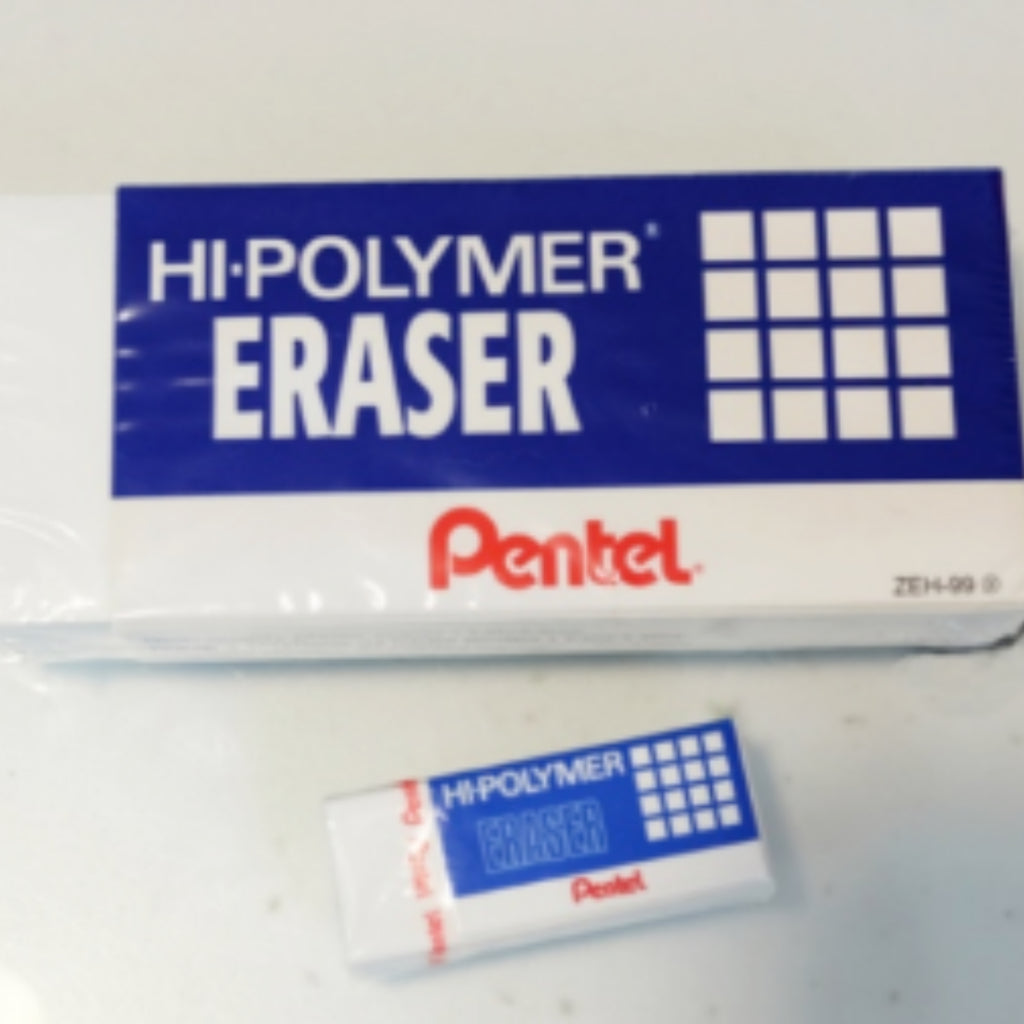 HI·POLYMER®
ERASER
Pentel®
ZEH-99 ®
HI·POLYMER
ERASER
Pentel